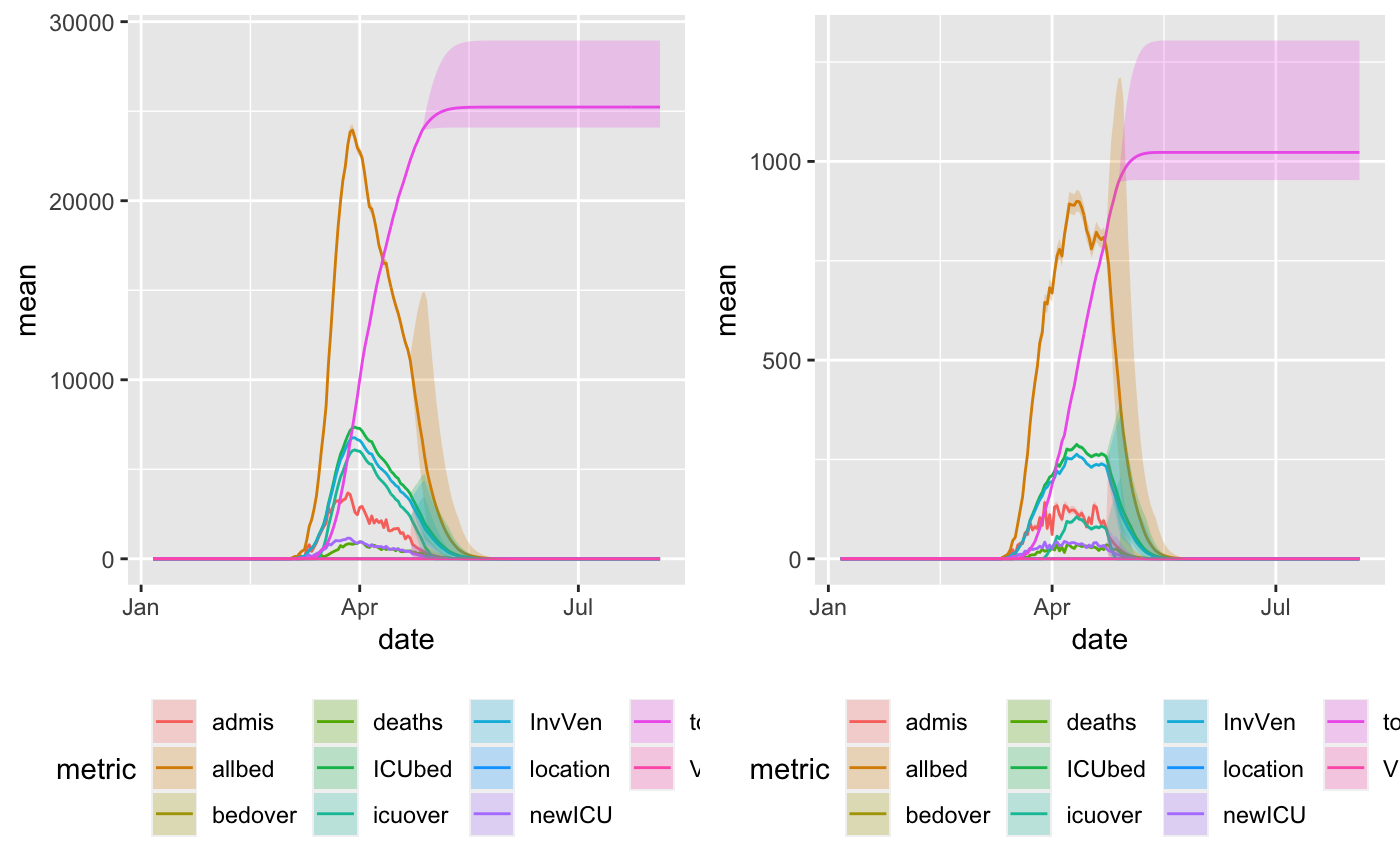 30000
20000
10000
0
mean
Jan Apr Jul
date
1000
500
0
mean
Jan Apr Jul
date
metric
admis deaths InvVen
allbed ICUbed location
bedover icuover newICU
metric
admis deaths InvVen
allbed ICUbed location
bedover icuover newICU